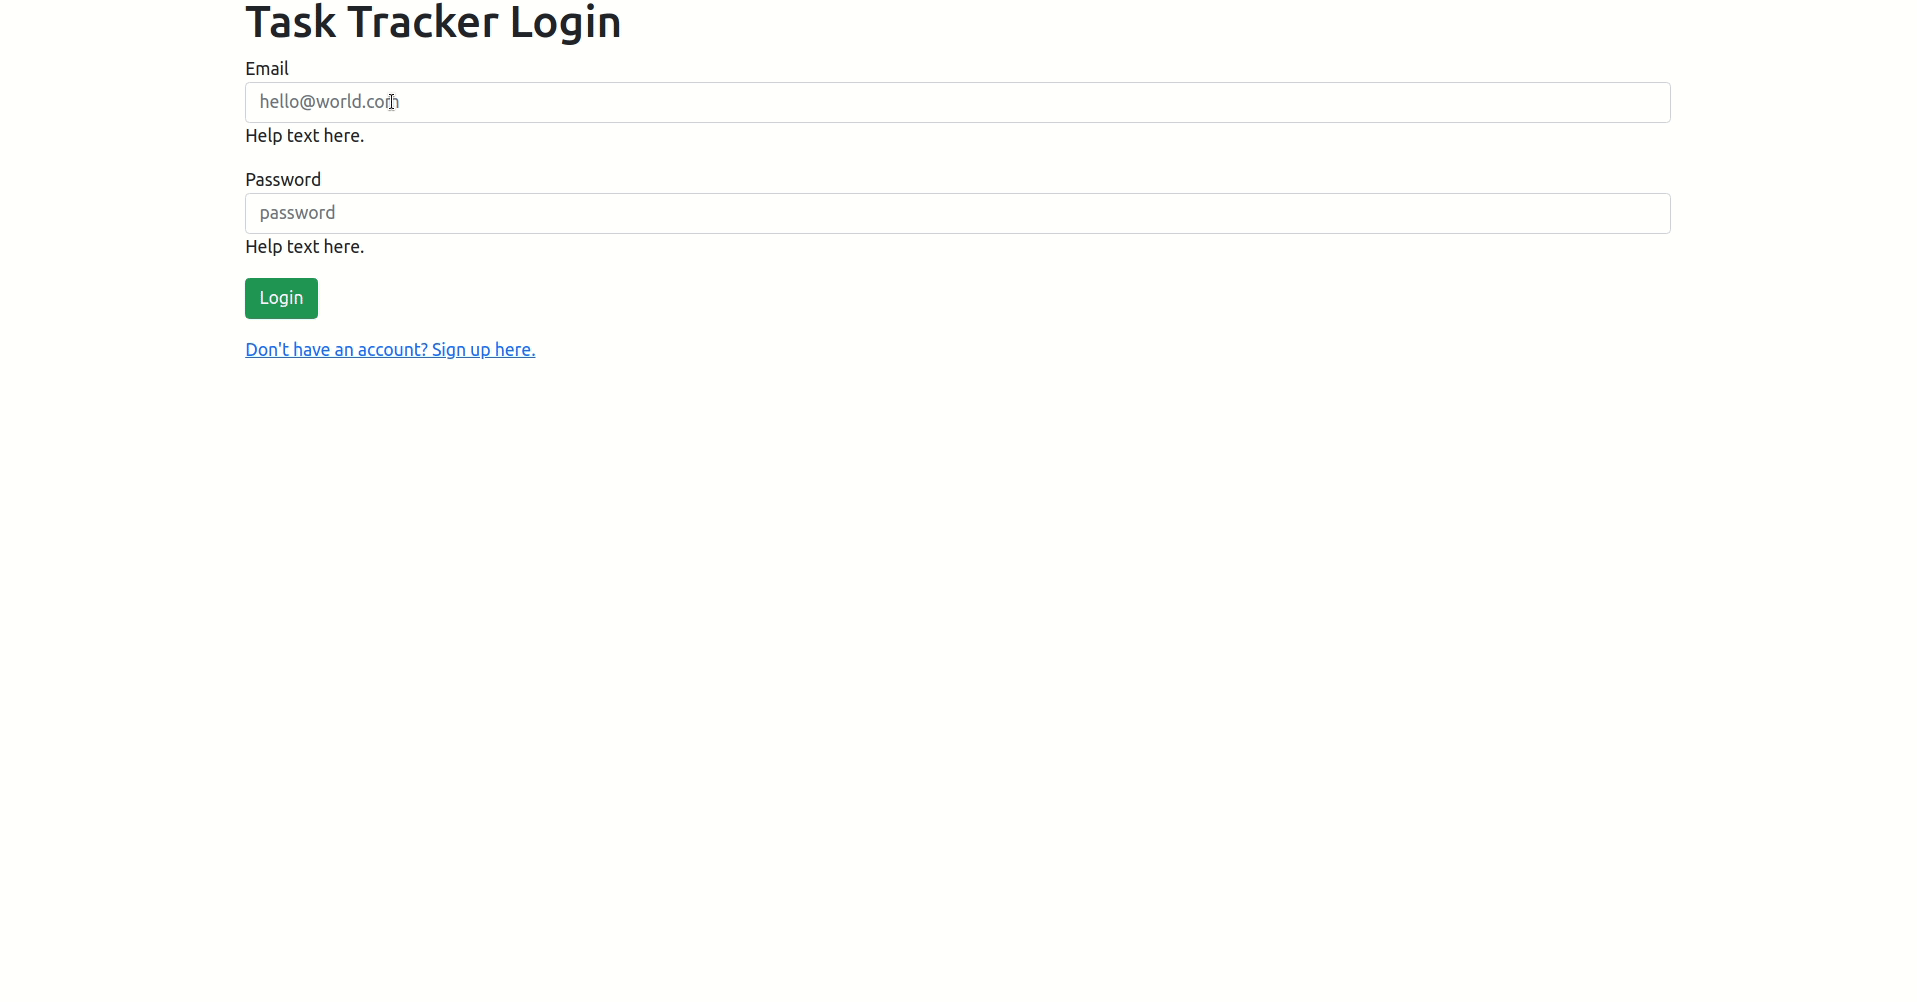 Task Tracker Login
Email
hello@world.com
Help text here.
Password
password
Help text here.
Login
Don't have an account? Sign up here.